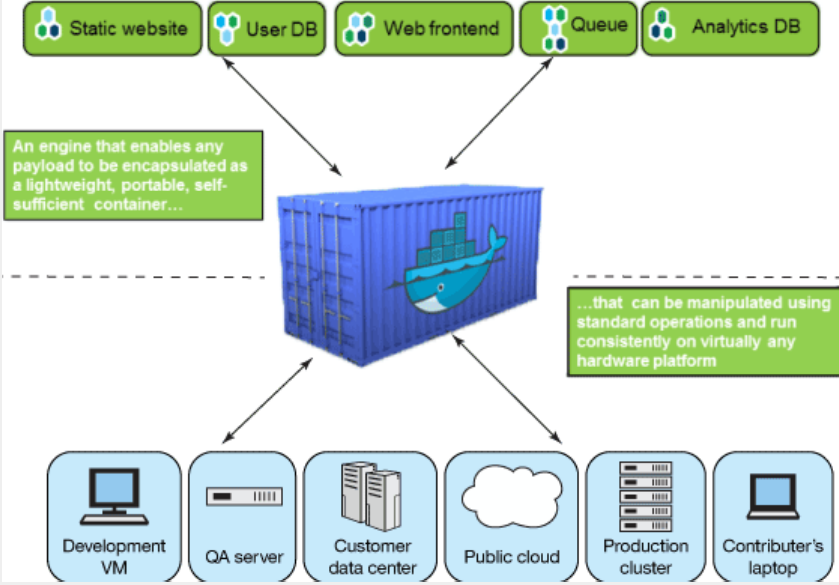 Static website
User DB
Web frontend
Queue
Analytics DB
An engine that enables any
payload to be encapsulated as
a lightweight, portable, self-
sufficient container…
…that can be manipulated using
standard operations and run
consistently on virtually any
hardware platform
Development
VM
QA server
Customer
data center
Public cloud
Production
cluster
Contributer's
laptop